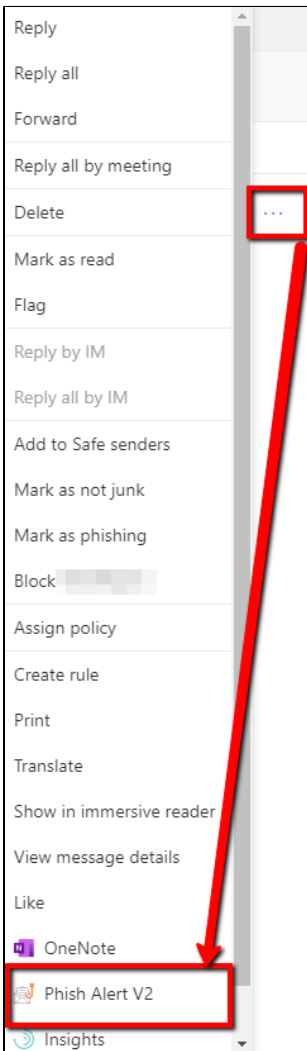 Reply
Reply all
Forward
Reply all by meeting
Delete
...
Mark as read
Flag
Reply by IM
Reply all by IM
Add to Safe senders
Mark as not junk
Mark as phishing
Block
Assign policy
Create rule
Print
Translate
Show in immersive reader
View message details
Like
N OneNote
Phish Alert V2
Insights